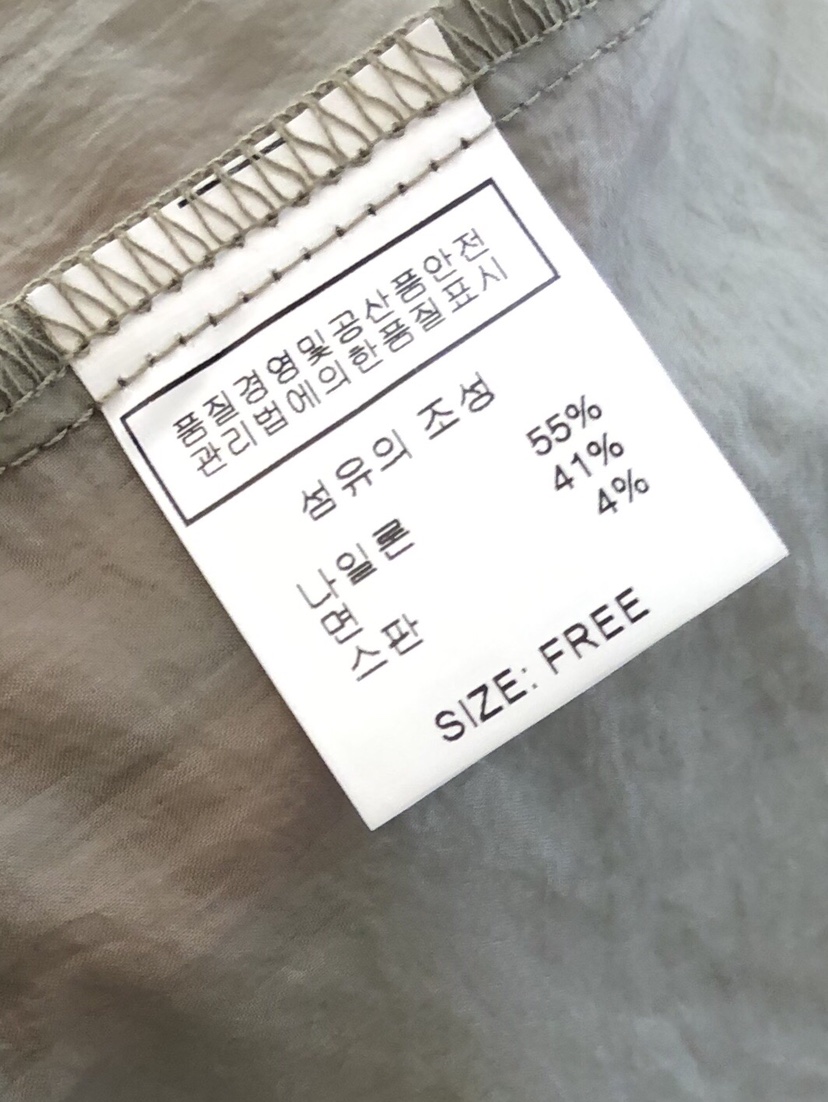 품질경영및공산품안전
관리법에의한품질표시
섬유의 조성
나일론 55%
면 41%
스판 4%
SIZE: FREE